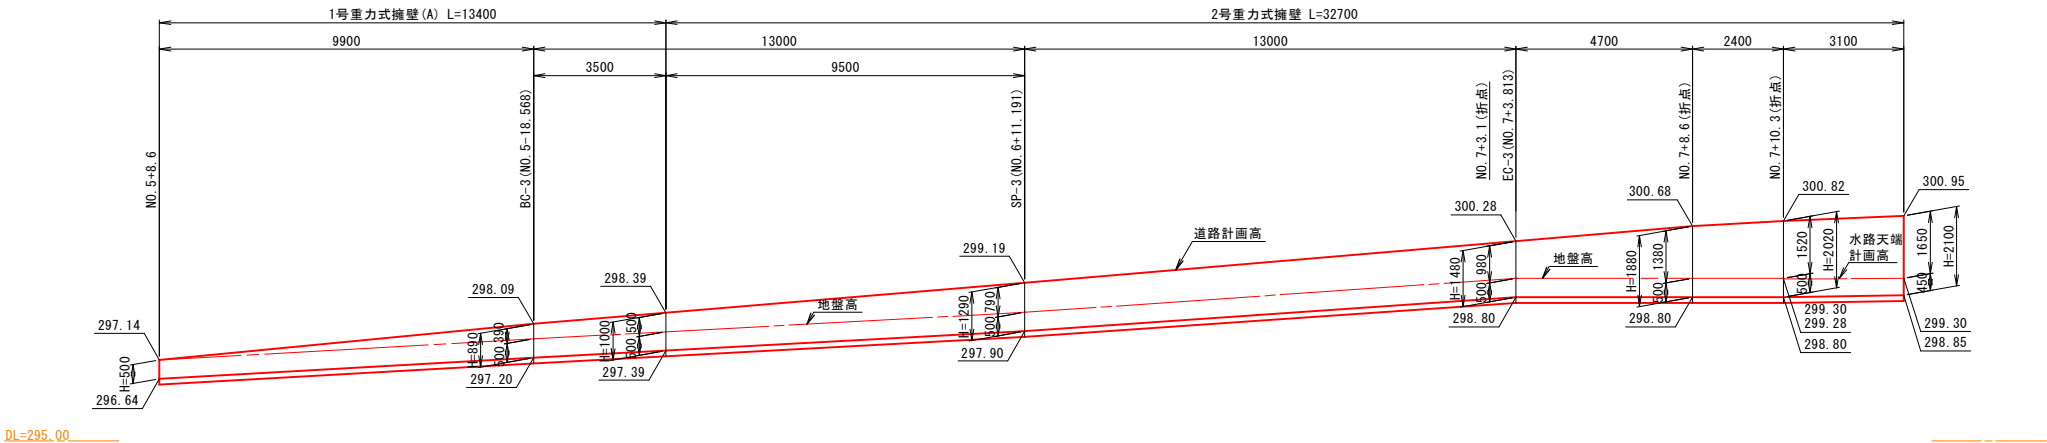 1号重力式擁壁(A) L=13400
2号重力式擁壁 L=32700
9900
13000
13000
4700
2400
3100
3500
9500
NO.5+8.6
BC-3(NO.5-18.568)
SP-3(NO.6+11.191)
NO.7+3.1(折点)
EC-3(NO.7+3.813)
NO.7+8.6(折点)
NO.7+10.3(折点)
297.14
298.09
298.39
299.19
300.28
300.68
300.82
300.95
道路計画高
地盤高
地盤高
水路天端
計画高
H=500
H=890
500
390
H=1000
500
500
H=1290
500
790
H=1480
500
980
H=1880
500
1380
500
1520
H=2020
450
1650
H=2100
296.64
297.20
297.39
297.90
298.80
298.80
299.30
299.28
298.80
299.30
298.85
DL=295.00